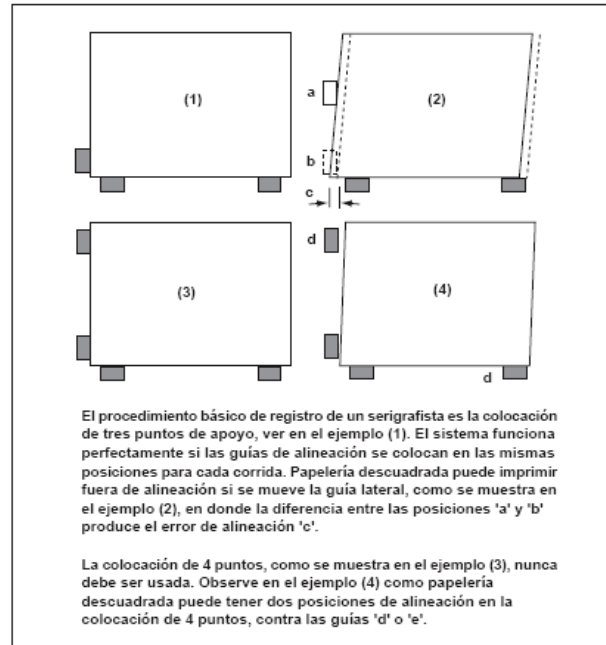 (1)
a
(2)
b
c
d
(3)
(4)
d
El procedimiento básico de registro de un serigrafista es la colocación
de tres puntos de apoyo, ver en el ejemplo (1). El sistema funciona
perfectamente si las guías de alineación se colocan en las mismas
posiciones para cada corrida. Papelería descuadrada puede imprimir
fuera de alineación si se mueve la guía lateral, como se muestra en
el ejemplo (2), en donde la diferencia entre las posiciones 'a' y 'b'
produce el error de alineación 'c'.
La colocación de 4 puntos, como se muestra en el ejemplo (3), nunca
debe ser usada. Observe en el ejemplo (4) como papelería
descuadrada puede tener dos posiciones de alineación en la
colocación de 4 puntos, contra las guías 'd' o 'e'.